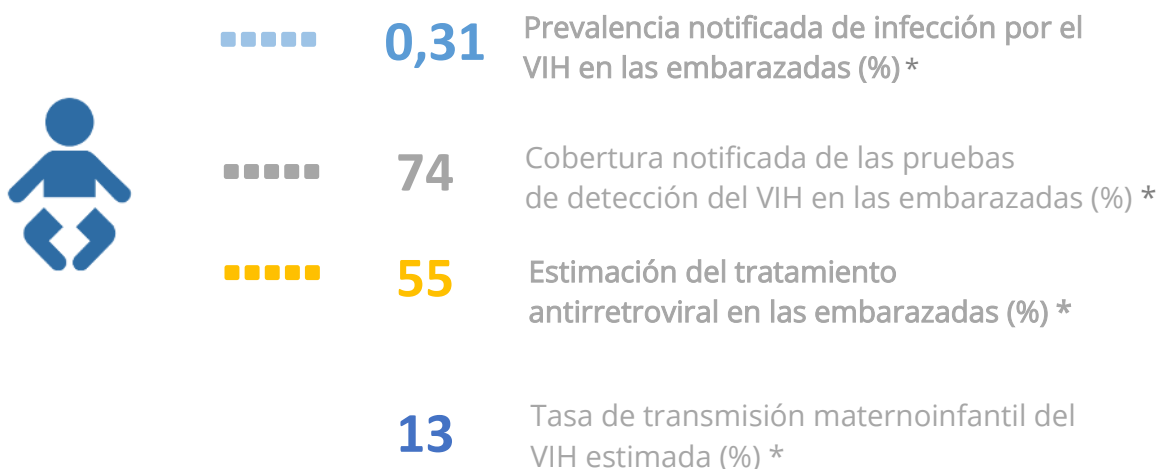 0,31
Prevalencia notificada de infección por el
VIH en las embarazadas (%) *
74
Cobertura notificada de las pruebas
de detección del VIH en las embarazadas (%) *
55
Estimación del tratamiento
antirretroviral en las embarazadas (%) *
13
Tasa de transmisión maternoinfantil del
VIH estimada (%) *